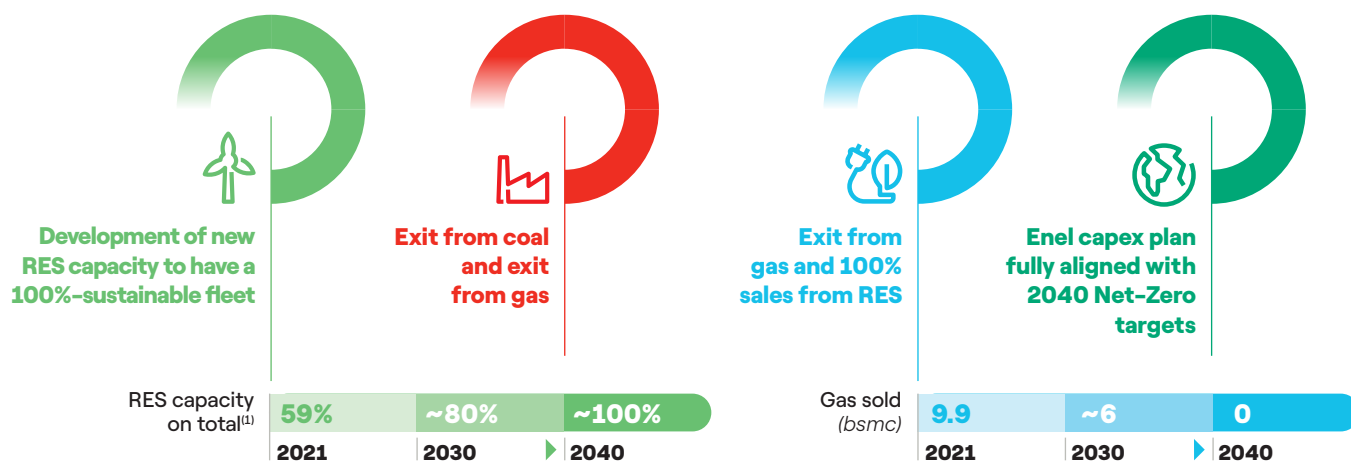 Development of new
RES capacity to have a
100%-sustainable fleet
Exit from coal
and exit
from gas
Exit from
gas and 100%
sales from RES
Enel capex plan
fully aligned with
2040 Net-Zero
targets
RES capacity
on total(1)
59%
~80%
~100%
2021
2030
2040
Gas sold
(bsmc)
9.9
~6
0
2021
2030
2040